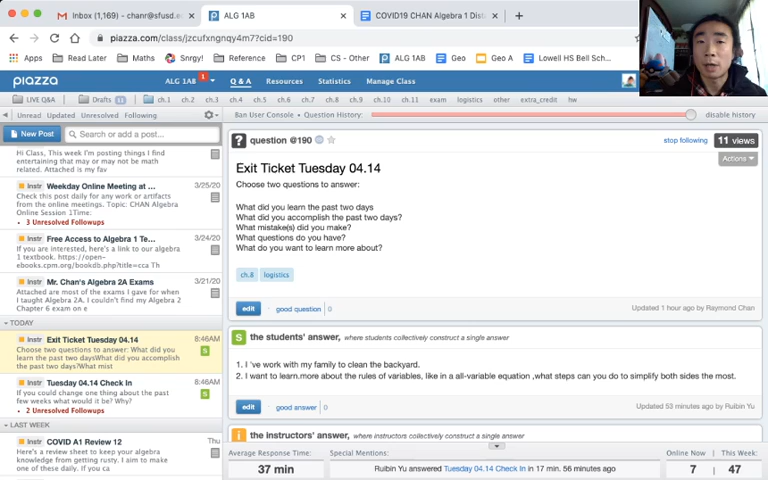 Inbox (1,169) - chanr@sfusd.e
ALG 1AB
COVID19 CHAN Algebra 1 Dist
piazza.com/class/jzcufxngnqy4m7?cid=190
Apps
Read Later
Maths
Snrgy!
Reference
CP1
CS - Other
ALG 1AB
Geo
Geo A
Lowell HS Bell Sch...
piazza
ALG 1AB
1
Q & A
Resources
Statistics
Manage Class
LIVE Q&A
Drafts
ch.1
ch.2
ch.3
ch.4
ch.5
ch.6
ch.7
ch.8
ch.9
ch.10
ch.11
exam
logistics
other
extra_credit
hw
Unread
Updated
Unresolved
Following
Ban User Console
Question History:
disable history
New Post
Search or add a post...
Hi Class, This week I'm posting things I find
entertaining that may or may not be math
related. Attached is my fav
Instr
Weekday Online Meeting at ...
3/25/20
Check this post daily for any work or artifacts
from the online meetings. Topic: CHAN Algebra
Online Session 1Time:
3 Unresolved Followups
Instr
Free Access to Algebra 1 Te...
3/24/20
If you are interested, here's a link to our algebra
1 textbook. https://open-
ebooks.cpm.org/bookdb.php?title=cca Th
Instr
Mr. Chan's Algebra 2A Exams
3/21/20
Attached are most of the exams I gave for when
I taught Algebra 2A. I couldn't find my Algebra 2
Chapter 6 exam e
TODAY
Instr
Exit Ticket Tuesday 04.14
8:46AM
Choose two questions to answer: What did you
learn the past two daysWhat did you accomplish
the past two days?What mist
S
Instr
Tuesday 04.14 Check In
8:46AM
If you could change one thing about the past
few weeks what would it be? Why?
S
2 Unresolved Followups
LAST WEEK
Instr
COVID A1 Review 12
Thu
Here's a review sheet to keep your algebra
knowledge from getting rusty. I aim to make
one of these daily. If you ca
question @190
stop following
11 views
Actions
Exit Ticket Tuesday 04.14
Choose two questions to answer:
What did you learn the past two days
What did you accomplish the past two days?
What mistake(s) did you make?
What questions do you have?
What do you want to learn more about?
ch.8
logistics
edit
good question
0
Updated 1 hour ago by Raymond Chan
S
the students' answer,
where students collectively construct a single answer
1. I 've work with my family to clean the backyard.
2. I want to learn.more about the rules of variables, like in a all-variable equation ,what steps can you do to simplify both sides the most.
edit
good answer
0
Updated 53 minutes ago by Ruibin Yu
i
the instructors' answer,
where instructors collectively construct a single answer
Average Response Time:
Special Mentions:
Online Now
This Week:
37 min
Ruibin Yu answered Tuesday 04.14 Check In in 17 min. 56 minutes ago
7
47